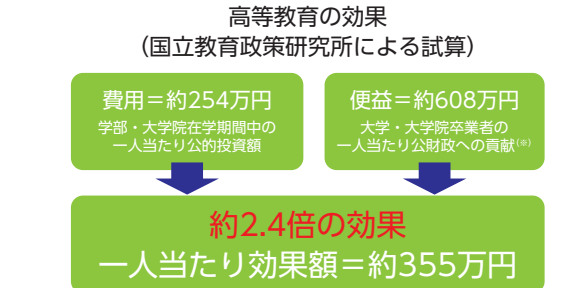 高等教育の効果
（国立教育政策研究所による試算）
費用＝約254万円
学部・大学院在学期間中の
一人当たり公的投資額
便益＝約608万円
大学・大学院卒業者の
一人当たり公財政への貢献(※)
約2.4倍の効果
一人当たり効果額＝約355万円